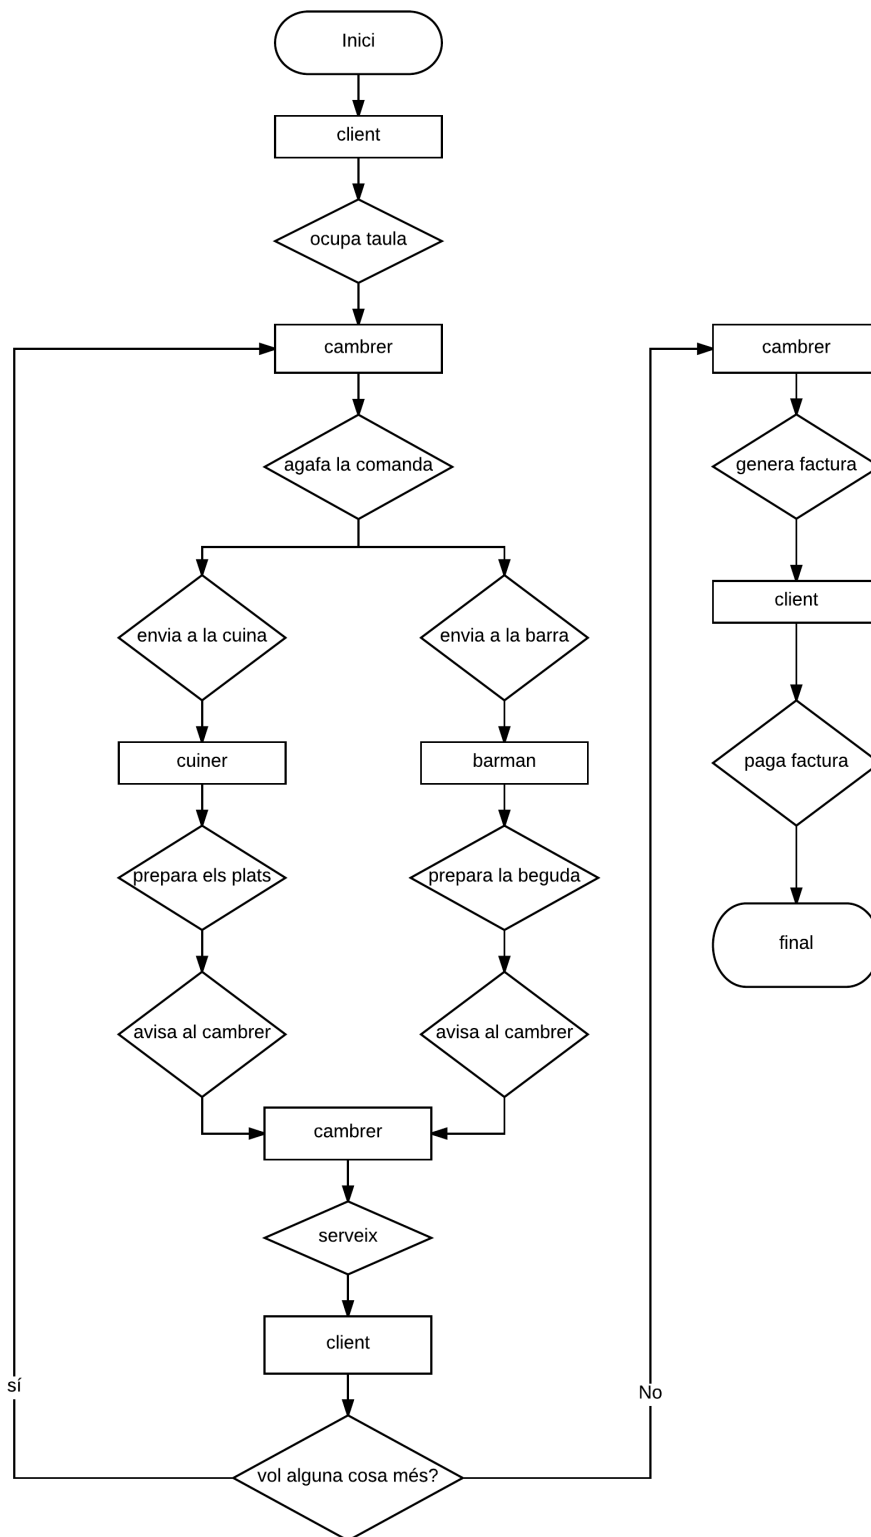 Inici
client
ocupa taula
cambrer
agafa la comanda
envia a la cuina
envia a la barra
cuiner
barman
prepara els plats
prepara la beguda
avisa al cambrer
avisa al cambrer
cambrer
serveix
client
vol alguna cosa més?
sí
No
cambrer
genera factura
client
paga factura
final